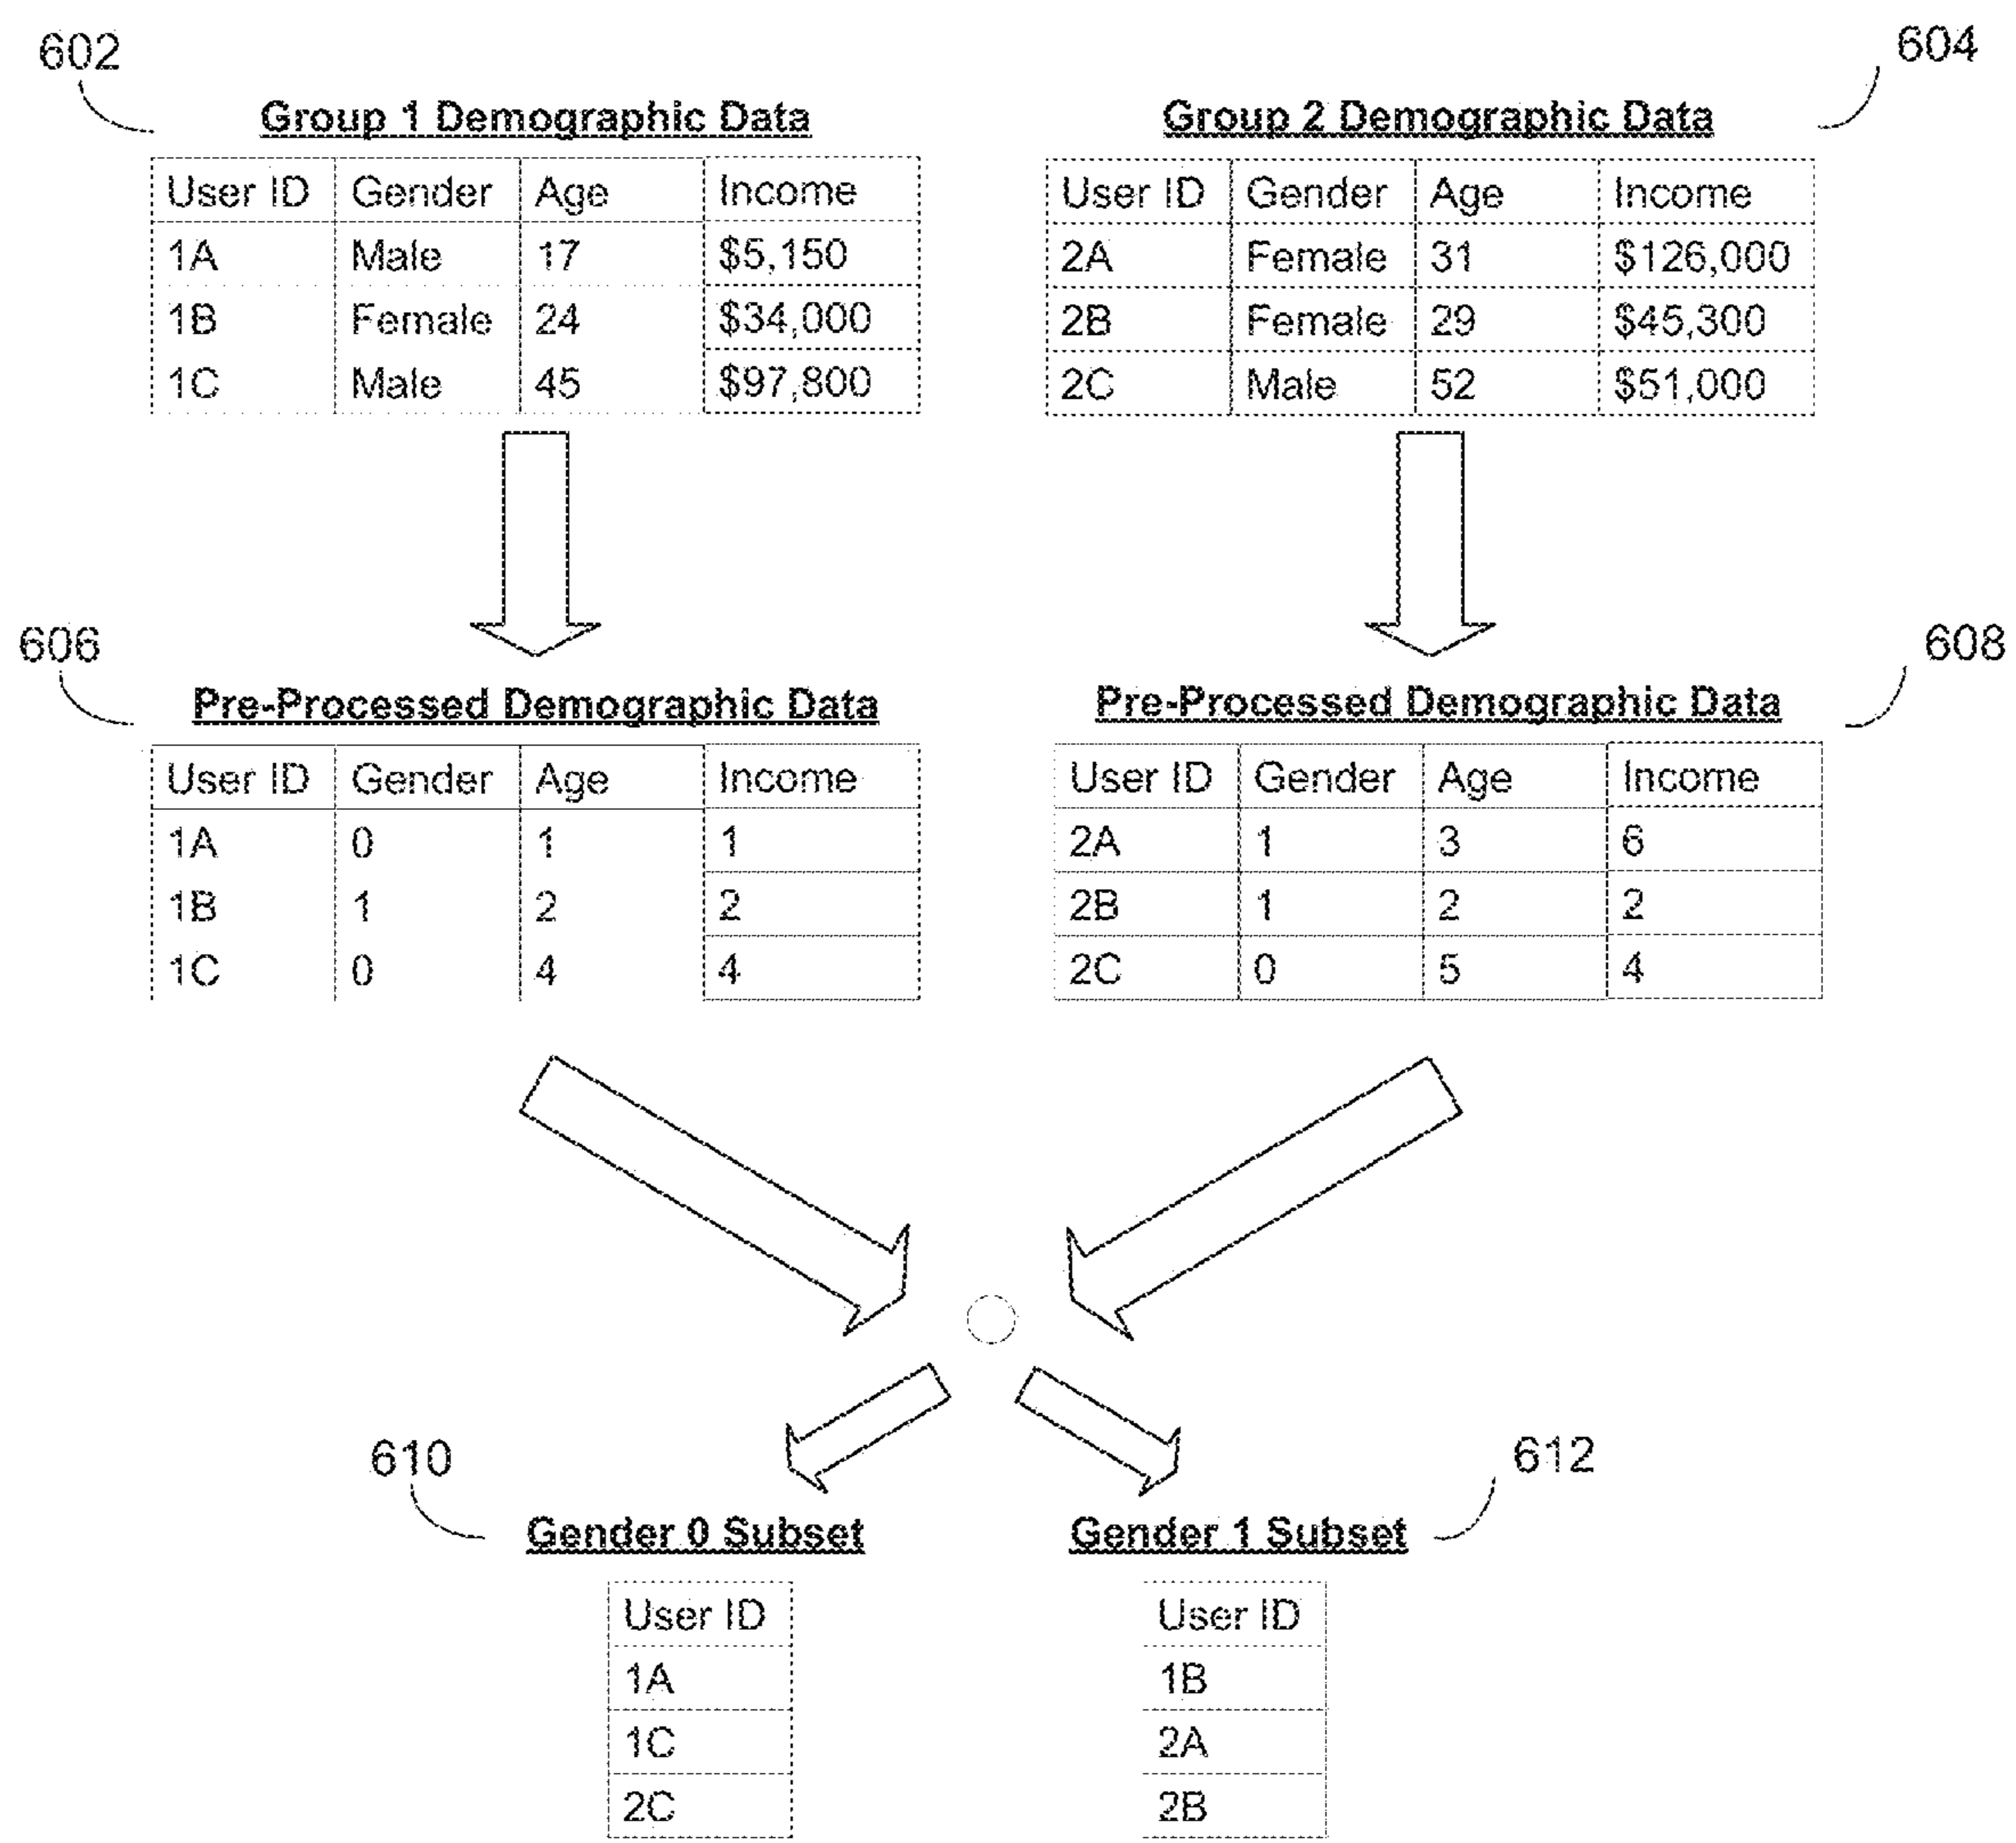 602
604
Group 1 Demographic Data
Group 2 Demographic Data
User ID Gender Age Income
1A Male 17 $5,150
1B Female 24 $34,000
1C Male 45 $97,800
User ID Gender Age Income
2A Female 31 $126,000
2B Female 29 $45,300
2C Male 52 $51,000
606
608
Pre-Processed Demographic Data
Pre-Processed Demographic Data
User ID Gender Age Income
1A 0 1 1
1B 1 2 2
1C 0 4 4
User ID Gender Age Income
2A 1 3 6
2B 1 2 2
2C 0 5 4
610
612
Gender 0 Subset
Gender 1 Subset
User ID
1A
1C
2C
User ID
1B
2A
2B